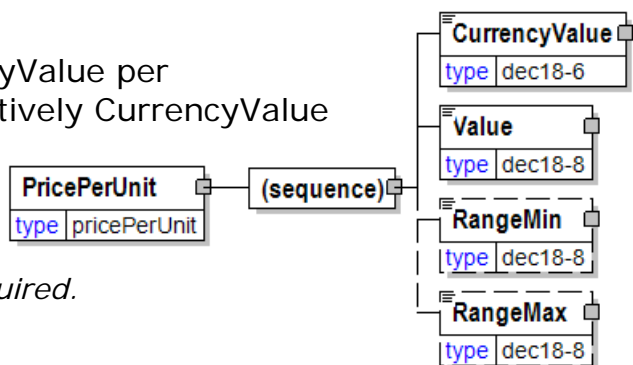 yValue per
tively CurrencyValue
uired.
PricePerUnit
type pricePerUnit
(sequence)
CurrencyValue
type dec18-6
Value
type dec18-8
RangeMin
type dec18-8
RangeMax
type dec18-8